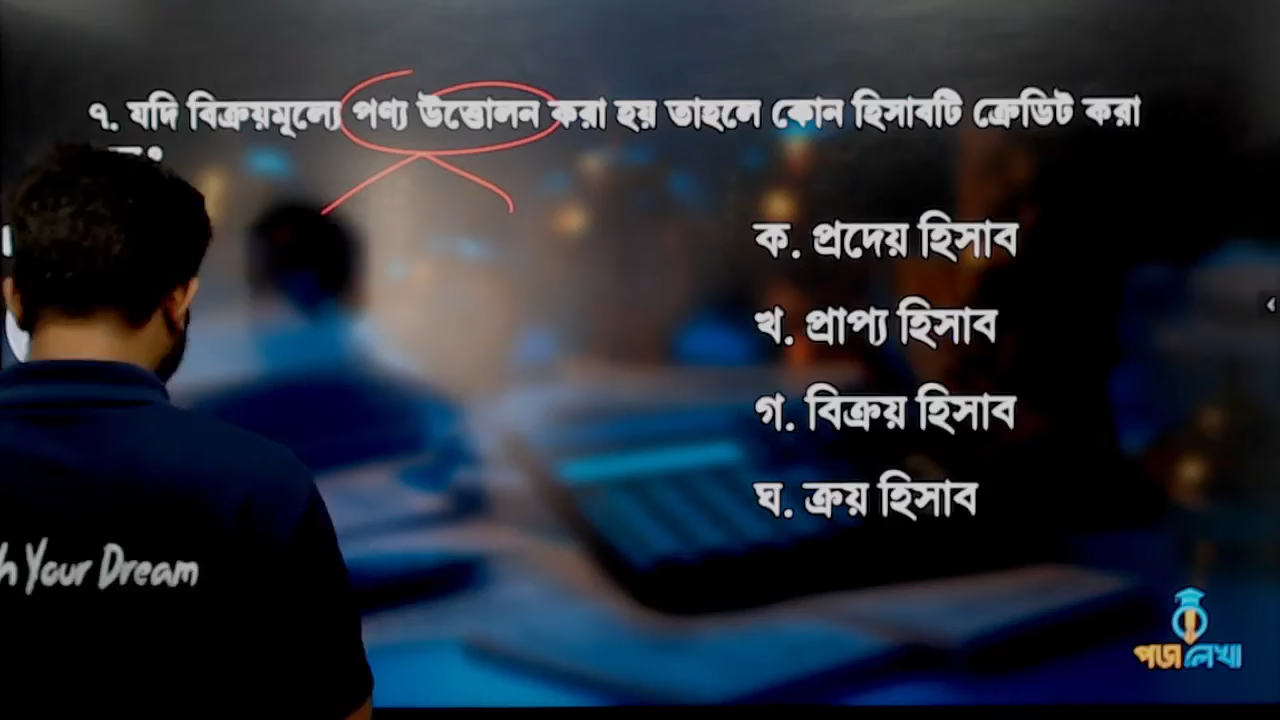 ৭. যদি বিক্রয়মূল্যে পণ্য উত্তোলন করা হয় তাহলে কোন হিসাবটি ক্রেডিট করা
ক. প্রদেয় হিসাব
খ. প্রাপ্য হিসাব
গ. বিক্রয় হিসাব
ঘ. ক্রয় হিসাব
Your Dream
পড়া লেখা